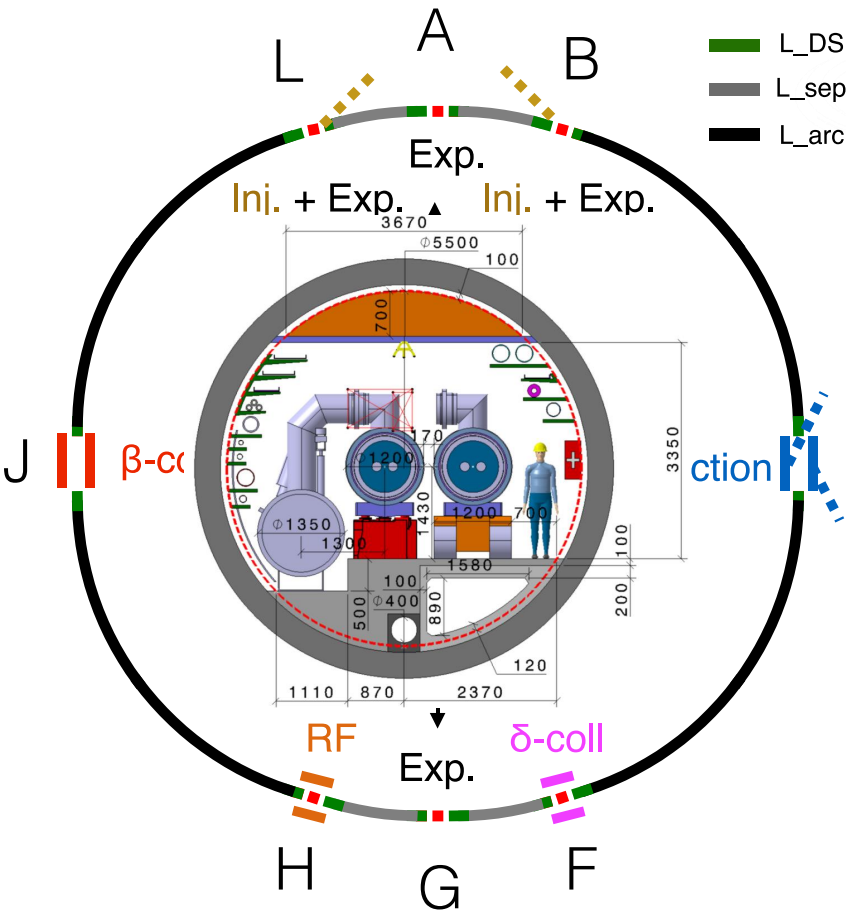 A
L
B
L_DS
L_sep
L_arc
Exp.
Inj. + Exp.
Inj. + Exp.
3670
Φ5500
100
700
170
Φ1200
3350
J
β-co
ction
1430
1200
700
Φ1350
1300
100
1580
100
Φ400
500
890
200
120
1110
870
2370
RF
δ-coll
Exp.
H
G
F